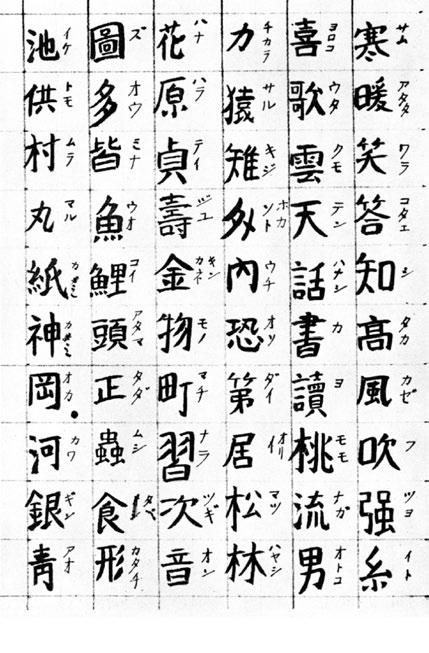 寒 暖 笑 答 知 高 風 吹 强 糸
サム アタタ ワラ コタエ シ タカ カゼ フ ツヨ イト
喜 歌 雲 天 話 書 讀 桃 流 男
ヨロコ ウタ クモ テン ハナシ カ ヨ モモ ナガ オトコ
力 猿 雉 外 內 恐 第 居 松 林
チカラ サル キジ ホカ ソト ウチ オソ ダイ オリ マツ ハヤシ
花 原 貞 壽 金 物 町 習 次 音
ハナ ハラ テイ ジユ キン カネ モノ マチ ナラ ツギ オン
圖 多 皆 魚 鯉 頭 正 蟲 食 形
ズ オウ ミナ ウオ コイ アタマ タダ ムシ タベ カタチ
池 供 村 丸 紙 神 岡 河 銀 靑
イケ トモ ムラ マル カミ カミ オカ カワ ギン アオ